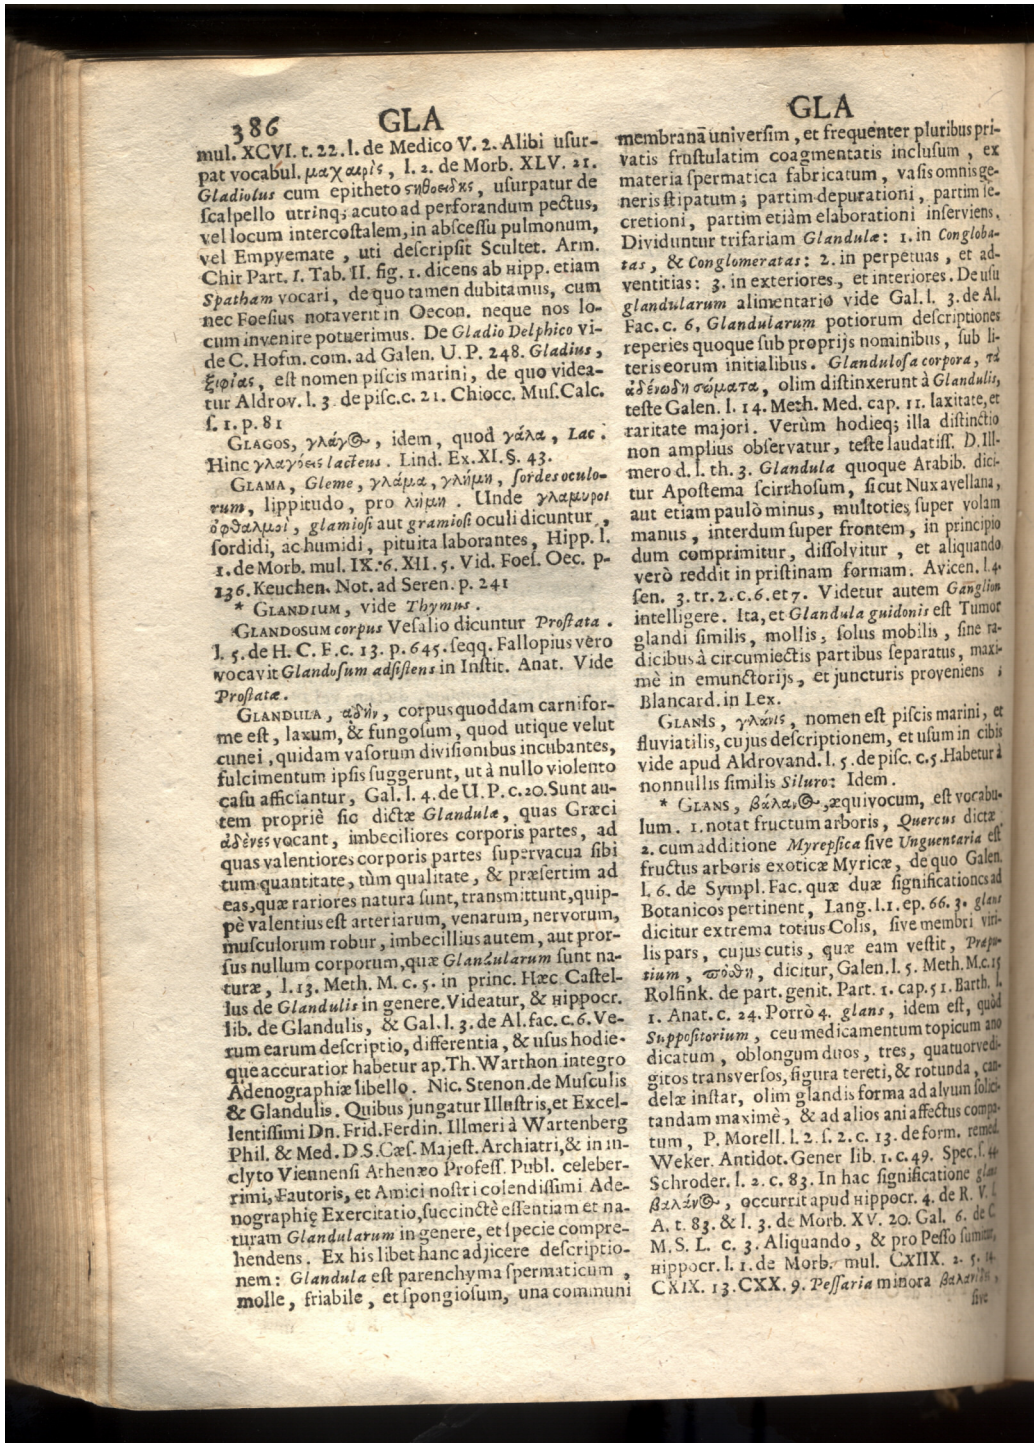 386 GLA
mul. XCVI. t. 22. l. de Medico V. 2. Alibi uſur-
pat vocabul. μαχαιρὶς, l. 2. de Morb. XLV. 21.
Gladiolus cum epitheto ςηθοειδὴς, uſurpatur de
ſcalpello utrinq; acuto ad perforandum pectus,
vel locum intercoſtalem, in abſceſſu pulmonum,
vel Empyemate, uti deſcripſit Scultet. Arm.
Chir Part. I. Tab. II. fig. 1. dicens ab Hipp. etiam
Spatham vocari, de quo tamen dubitamus, cum
nec Foeſius notaverit in Oecon. neque nos lo-
cum invenire potuerimus. De Gladio Delphico vi-
de C. Hofm. com. ad Galen. U. P. 248. Gladius,
ξιφίας, eſt nomen piſcis marini, de quo videa-
tur Aldrov. l. 3. de piſc. c. 21. Chiocc. Muſ. Calc.
ſ. 1. p. 81
GLAGOS, γλάγος, idem, quod γάλα, Lac.
Hinc γλαγόεις lacteus. Lind. Ex. XI. §. 43.
GLAMA, Gleme, γλάμα, γλήμη, ſordes oculo-
rum, lippitudo, pro λήμη. Unde γλαμυροὶ
ὀφθαλμοὶ, glamioſi aut gramioſi oculi dicuntur,
ſordidi, ac humidi, pituita laborantes, Hipp. l.
1. de Morb. mul. IX. 6. XII. 5. Vid. Foeſ. Oec. p.
136. Keuchen. Not. ad Seren. p. 241
* GLANDIUM, vide Thymus.
GLANDOSUM corpus Veſalio dicuntur Proſtata.
l. 5. de H. C. F. c. 13. p. 645. ſeqq. Fallopius vero
vocavit Glandoſum adſiſtens in Inſtit. Anat. Vide
Proſtatæ.
GLANDULA, ἀδὴν, corpus quoddam carnifor-
me eſt, laxum, & fungoſum, quod utique velut
cunei, quidam vaſorum diviſionibus incubantes,
fulcimentum ipſis ſuggerunt, ut à nullo violento
caſu afficiantur, Gal. l. 4. de U. P. c. 20. Sunt au-
tem propriè ſic dictæ Glandulæ, quas Græci
ἀδένες vocant, imbeciliores corporis partes, ad
quas valentiores corporis partes ſupervacua ſibi
tum quantitate, tùm qualitate, & præſertim ad
eas, quæ rariores natura ſunt, transmittunt, quip-
pè valentius eſt arteriarum, venarum, nervorum,
muſculorum robur, imbecillius autem, aut pror-
ſus nullum corporum, quæ Glandularum ſunt na-
turæ, l. 13. Meth. M. c. 5. in princ. Hæc Caſtel-
lus de Glandulis in genere. Videatur, & Hippocr.
lib. de Glandulis, & Gal. l. 3. de Al. fac. c. 6. Ve-
rum earum deſcriptio, differentia, & uſus hodie-
que accuratior habetur ap. Th. Warthon integro
Adenographiæ libello. Nic. Stenon. de Muſculis
& Glandulis. Quibus jungatur Illuſtris, et Excel-
lentiſſimi Dn. Frid. Ferdin. Illmeri à Wartenberg
Phil. & Med. D. S. Cæſ. Majeſt. Archiatri, & in in-
clyto Viennenſi Athenæo Profeſſ. Publ. celeber-
rimi, Fautoris, et Amici noſtri colendiſſimi Ade-
nographię Exercitatio, ſuccinctè eſſentiam et na-
turam Glandularum in genere, et ſpecie compre-
hendens. Ex his libet hanc adjicere deſcriptio-
nem: Glandula eſt parenchyma ſpermaticum,
molle, friabile, et ſpongioſum, una communi
GLA
membranā univerſim, et frequenter pluribus pri-
vatis fruſtulatim coagmentatis incluſum, ex
materia ſpermatica fabricatum, vaſis omnis ge-
neris ſtipatum; partim depurationi, partim ſe-
cretioni, partim etiàm elaborationi inſerviens.
Dividuntur trifariam Glandulæ: 1. in Congloba-
tas, & Conglomeratas: 2. in perpetuas, et ad-
ventitias: 3. in exteriores, et interiores. De uſu
glandularum alimentario vide Gal. l. 3. de Al.
Fac. c. 6. Glandularum potiorum deſcriptiones
reperies quoque ſub proprijs nominibus, ſub li-
teris eorum initialibus. Glanduloſa corpora, τὰ
ἀδενώδη σώματα, olim diſtinxerunt à Glandulis,
teſte Galen. l. 14. Meth. Med. cap. 11. laxitate, et
raritate majori. Verùm hodieq; illa diſtinctio
non amplius obſervatur, teſte laudatiſſ. D. Ill-
mero d. l. th. 3. Glandula quoque Arabib. dici-
tur Apoſtema ſcirrhoſum, ſicut Nux avellana,
aut etiam paulò minus, multoties ſuper volam
manus, interdum ſuper frontem, in principio
dum comprimitur, diſſolvitur, et aliquando
verò reddit in priſtinam formam. Avicen. l. 4.
ſen. 3. tr. 2. c. 6. et 7. Videtur autem Ganglion
intelligere. Ita, et Glandula guidonis eſt Tumor
glandi ſimilis, mollis, ſolus mobilis, ſine ra-
dicibus à circumiectis partibus ſeparatus, maxi-
mè in emunctorijs, et juncturis proveniens;
Blancard. in Lex.
GLANIS, γλάνις, nomen eſt piſcis marini, et
fluviatilis, cujus deſcriptionem, et uſum in cibis
vide apud Aldrovand. l. 5. de piſc. c. 5. Habetur à
nonnullis ſimilis Siluro: Idem.
* GLANS, βάλανος, æquivocum, eſt vocabu-
lum. 1. notat fructum arboris, Quercus dictæ.
2. cum additione Myrepſica ſive Unguentaria eſt
fructus arboris exoticæ Myricæ, de quo Galen.
l. 6. de Sympl. Fac. quæ duæ ſignificationes ad
Botanicos pertinent, Lang. l. 1. ep. 66. 3. glans
dicitur extrema totius Colis, ſive membri viri-
lis pars, cujus cutis, quæ eam veſtit, Præpu-
tium, πόσθη, dicitur, Galen. l. 5. Meth. M. c. 15
Rolfink. de part. genit. Part. 1. cap. 51. Barth. l.
1. Anat. c. 24. Porrò 4. glans, idem eſt, quòd
Suppoſitorium, ceu medicamentum topicum ano
dicatum, oblongum duos, tres, quatuorve di-
gitos transverſos, figura tereti, & rotunda, can-
delæ inſtar, olim glandis forma ad alvum ſolici-
tandam maximè, & ad alios ani affectus compa-
tum, P. Morell. l. 2. ſ. 2. c. 13. de form. remed.
Weker. Antidot. Gener lib. 1. c. 49. Spec. ſ. 44
Schroder. l. 2. c. 83. In hac ſignificatione glans
βαλάνος, occurrit apud Hippocr. 4. de R. V. I.
A. t. 83. & l. 3. de Morb. XV. 20. Gal. 6. de C.
M. S. L. c. 3. Aliquando, & pro Peſſo ſumitur,
Hippocr. l. 1. de Morb. mul. CXIIX. 2. 5. 14.
CXIX. 13. CXX. 9. Peſſaria minora
ſive